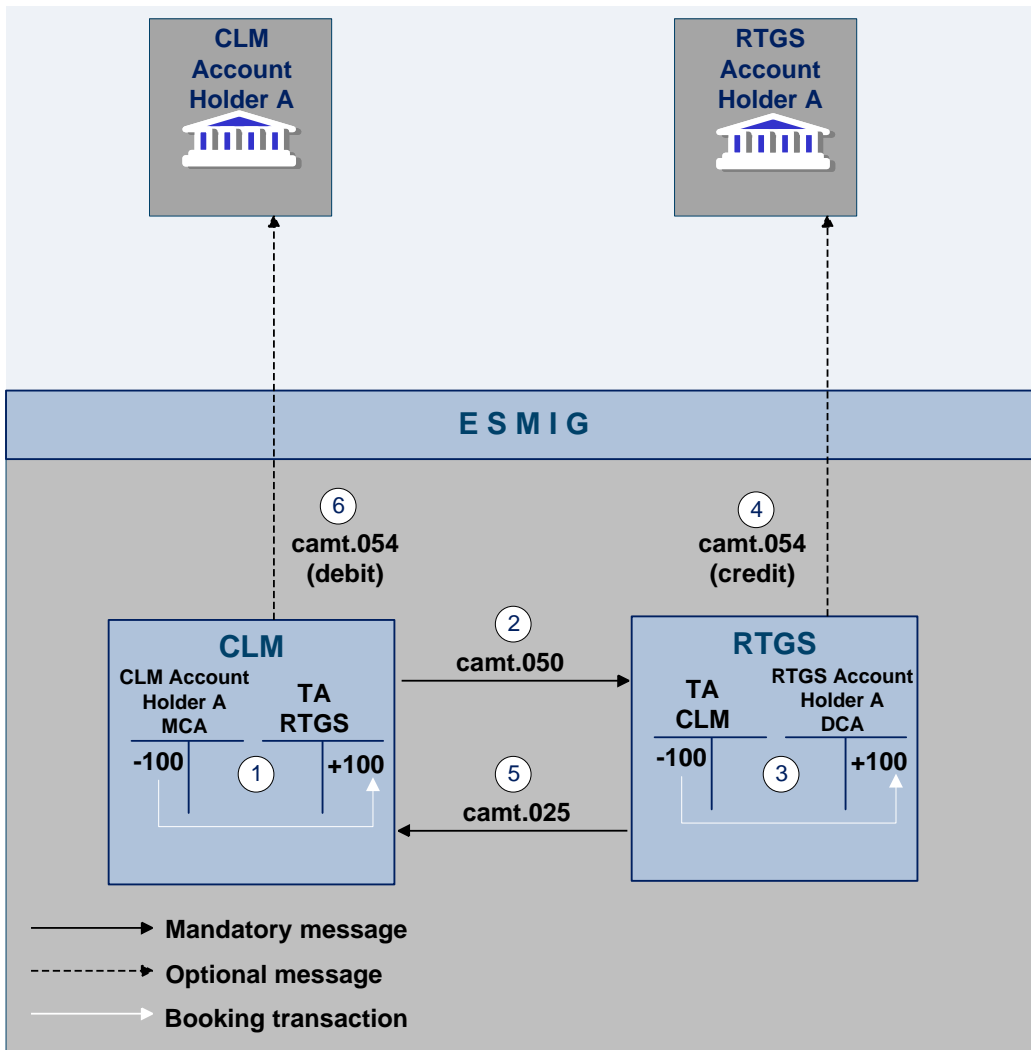 CLM
Account
Holder A
RTGS
Account
Holder A
E S M I G
6
camt.054
(debit)
4
camt.054
(credit)
2
camt.050
CLM
CLM Account
Holder A
MCA
TA
RTGS
-100
1
+100
RTGS
TA
CLM
RTGS Account
Holder A
DCA
-100
3
+100
5
camt.025
Mandatory message
Optional message
Booking transaction